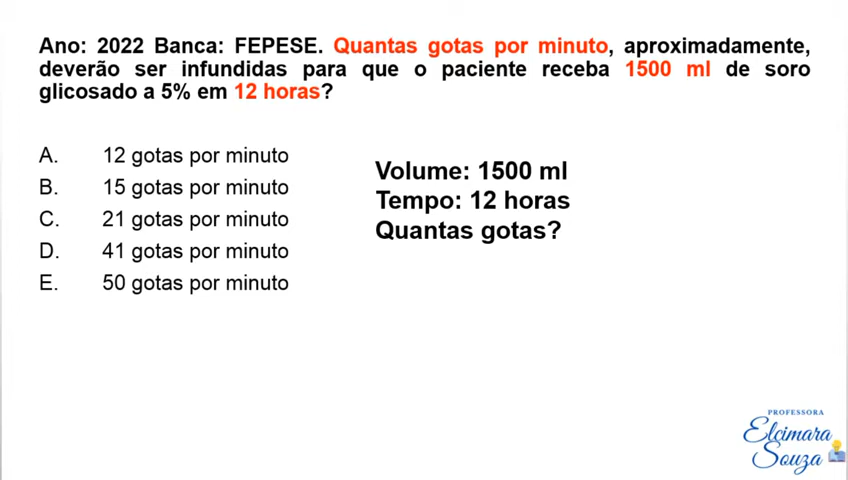 Ano: 2022 Banca: FEPESE. Quantas gotas por minuto, aproximadamente,
deverão ser infundidas para que o paciente receba 1500 ml de soro
glicosado a 5% em 12 horas?
A. 12 gotas por minuto
B. 15 gotas por minuto
C. 21 gotas por minuto
D. 41 gotas por minuto
E. 50 gotas por minuto
Volume: 1500 ml
Tempo: 12 horas
Quantas gotas?
PROFESSORA
Elcimara
Souza